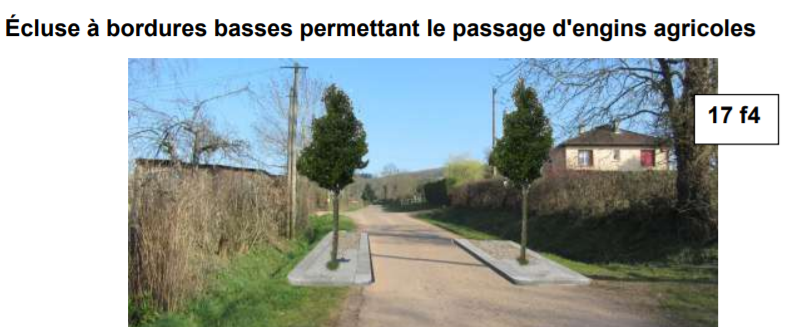 Écluse à bordures basses permettant le passage d'engins agricoles
17 f4